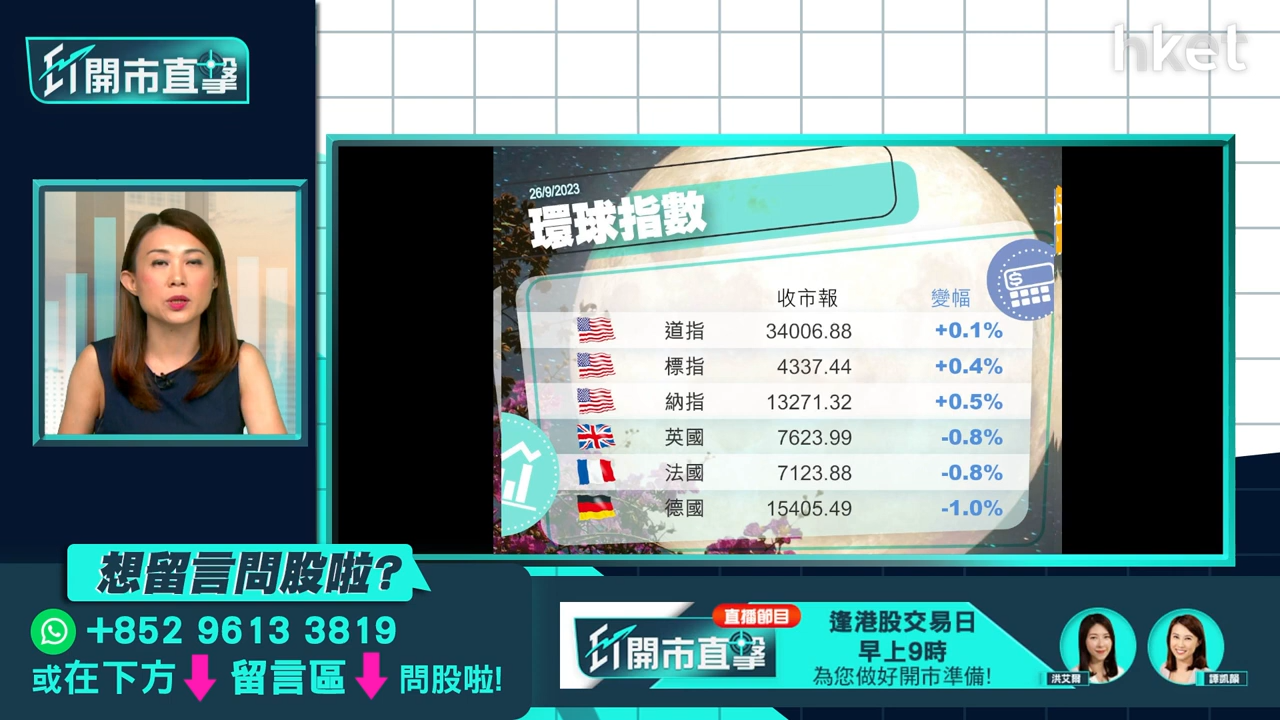 ET開市直擊
hket
26/9/2023
環球指數
收市報 變幅
道指 34006.88 +0.1%
標指 4337.44 +0.4%
納指 13271.32 +0.5%
英國 7623.99 -0.8%
法國 7123.88 -0.8%
德國 15405.49 -1.0%
想留言問股啦?
+852 9613 3819
或在下方 留言區 問股啦!
直播節目
ET開市直擊
逢港股交易日
早上9時
為您做好開市準備!
洪艾爾
譚凱韻